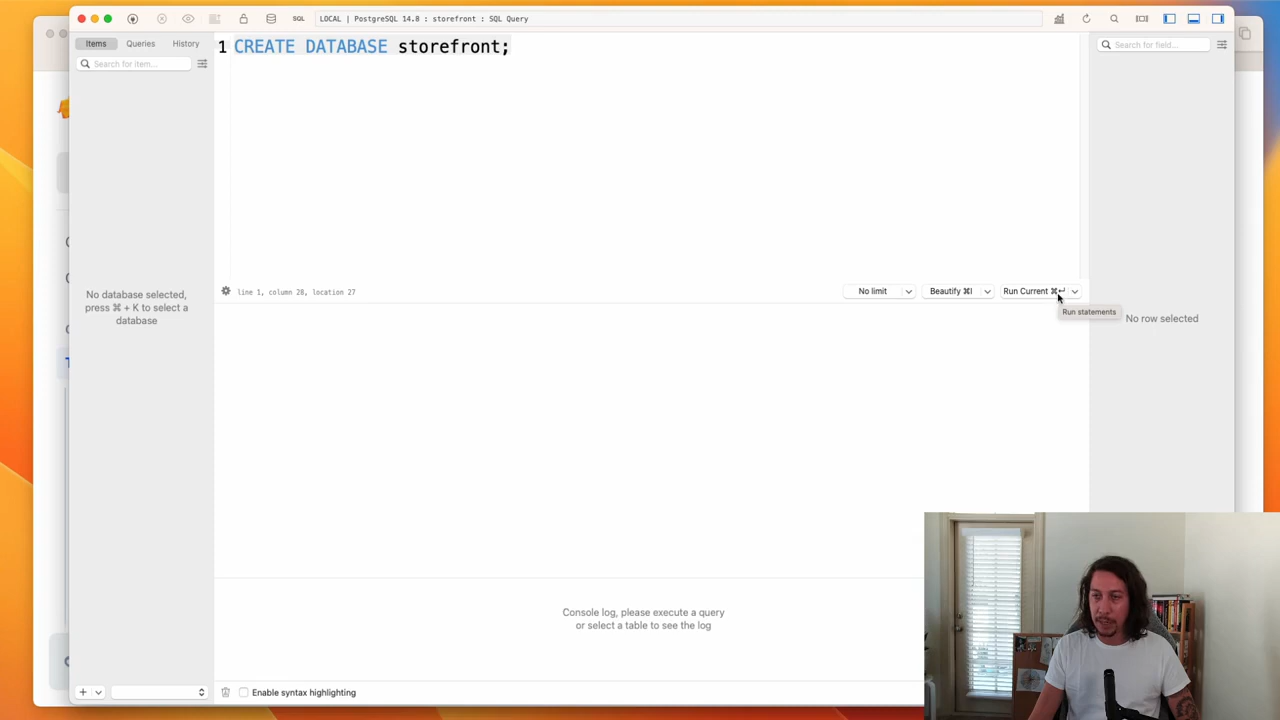 SQL
LOCAL | PostgreSQL 14.8 : storefront : SQL Query
Items
Queries
History
Search for item...
1 CREATE DATABASE storefront;
Search for field...
No database selected,
press ⌘ + K to select a
database
line 1, column 28, location 27
No limit
Beautify ⌘I
Run Current ⌘↵
Run statements
No row selected
Console log, please execute a query
or select a table to see the log
Enable syntax highlighting